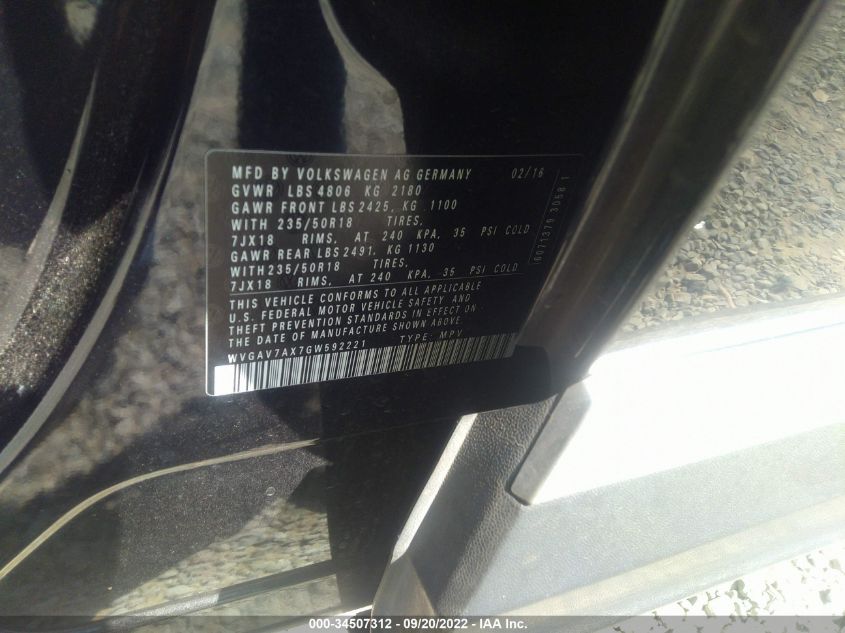 MFD BY VOLKSWAGEN AG GERMANY 02/16
GVWR LBS 4806 KG 2180
GAWR FRONT LBS 2425, KG 1100
WITH 235/50R18 TIRES,
7JX18 RIMS, AT 240 KPA, 35 PSI COLD
GAWR REAR LBS 2491, KG 1130
WITH 235/50R18 TIRES,
7JX18 RIMS, AT 240 KPA, 35 PSI COLD
THIS VEHICLE CONFORMS TO ALL APPLICABLE
U.S. FEDERAL MOTOR VEHICLE SAFETY AND
THEFT PREVENTION STANDARDS IN EFFECT ON
THE DATE OF MANUFACTURE SHOWN ABOVE
WVGAV7AX7GW592221 TYPE: MPV
16071379 3058 1
000-34507312 - 09/20/2022 - IAA Inc.